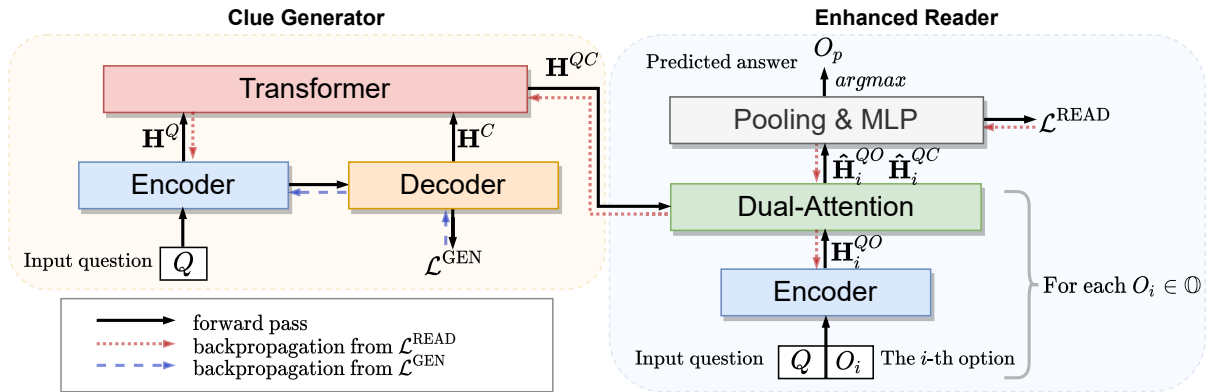 Clue Generator
Transformer
H^{QC}
H^Q
H^C
Encoder
Decoder
Input question Q
ℒ^{GEN}
forward pass
backpropagation from ℒ^{READ}
backpropagation from ℒ^{GEN}
Enhanced Reader
O_p
Predicted answer
argmax
Pooling & MLP
ℒ^{READ}
Ĥ_i^{QO} Ĥ_i^{QC}
Dual-Attention
H_i^{QO}
Encoder
For each O_i ∈ 𝕆
Input question Q O_i The i-th option